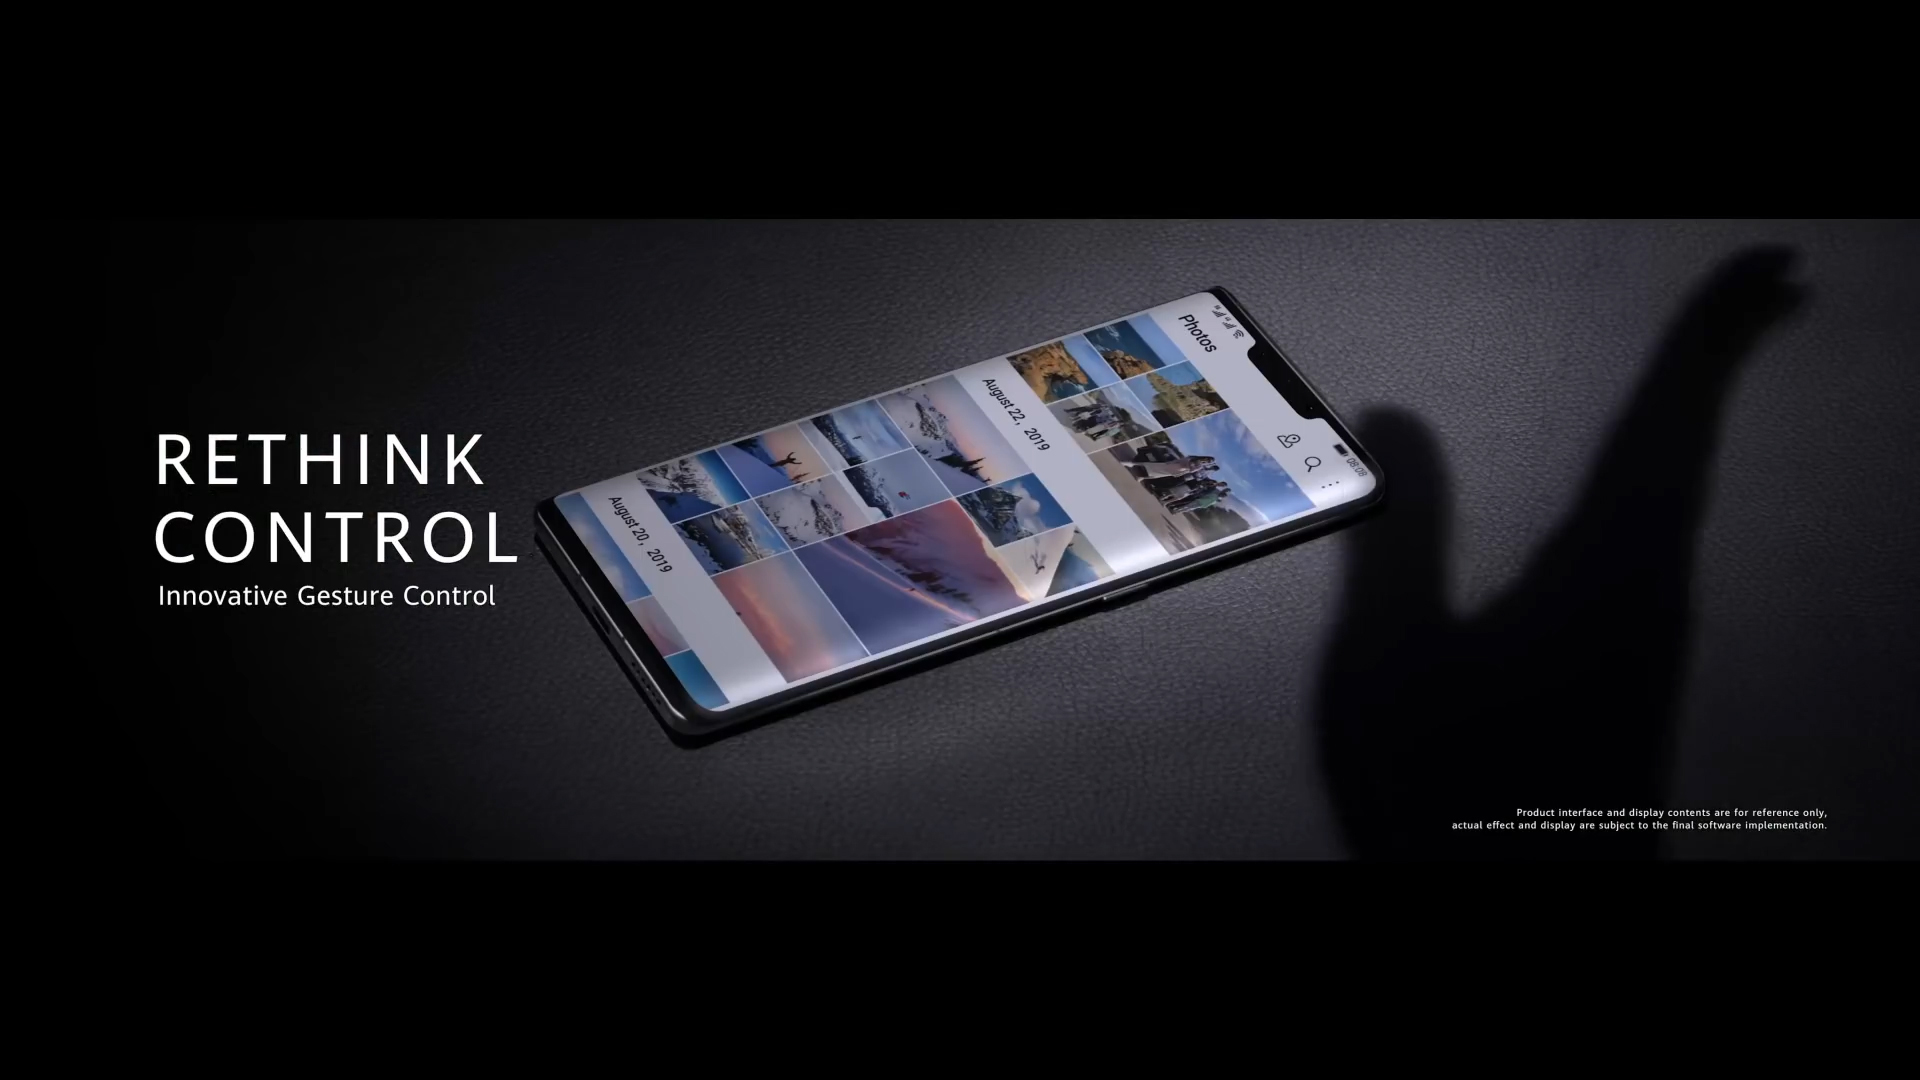 RETHINK
CONTROL
Innovative Gesture Control
Photos
08:08
August 22, 2019
August 20, 2019
Product interface and display contents are for reference only,
actual effect and display are subject to the final software implementation.